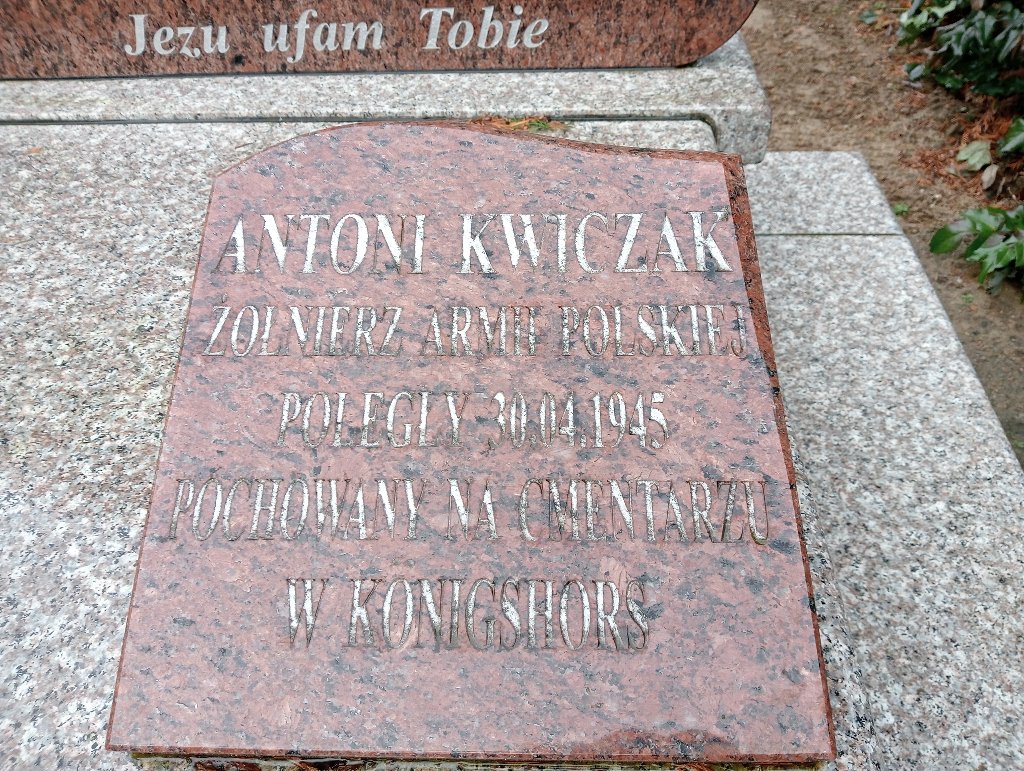 Jezu ufam Tobie
ANTONI KWICZAK
ŻOŁNIERZ ARMII POLSKIEJ
POLEGŁY 30.04.1945
POCHOWANY NA CMENTARZU
W KONIGSHORS